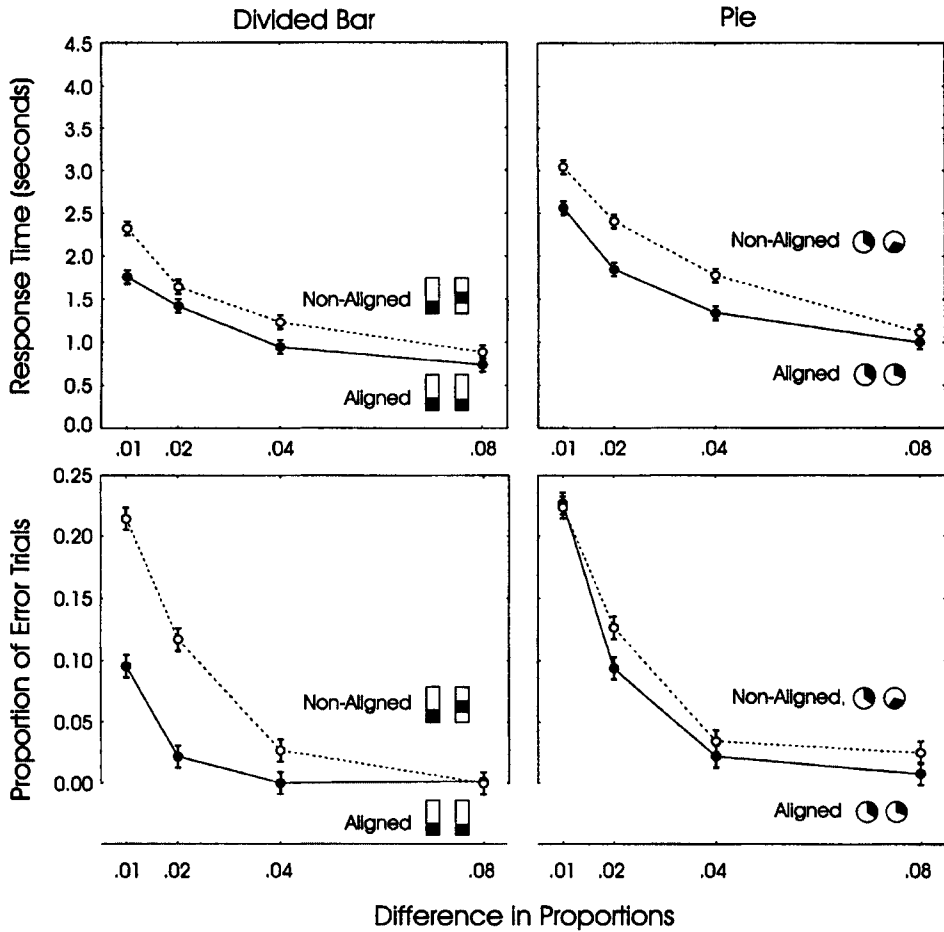 Divided Bar
Pie
Response Time (seconds)
4.5
4.0
3.5
3.0
2.5
2.0
1.5
1.0
0.5
0.0
Non-Aligned
Aligned
.01 .02 .04 .08
Non-Aligned
Aligned
.01 .02 .04 .08
Proportion of Error Trials
0.25
0.20
0.15
0.10
0.05
0.00
Non-Aligned
Aligned
.01 .02 .04 .08
Non-Aligned.
Aligned
.01 .02 .04 .08
Difference in Proportions